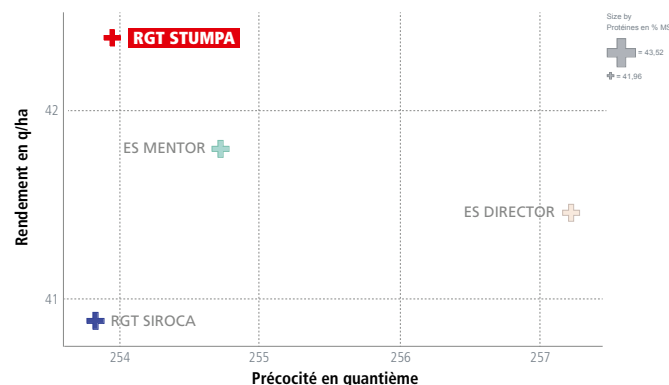 Size by
Protéines en % MS
= 43,52
= 41,96
RGT STUMPA
42
ES MENTOR
ES DIRECTOR
41
RGT SIROCA
254
255
256
257
Rendement en q/ha
Précocité en quantième